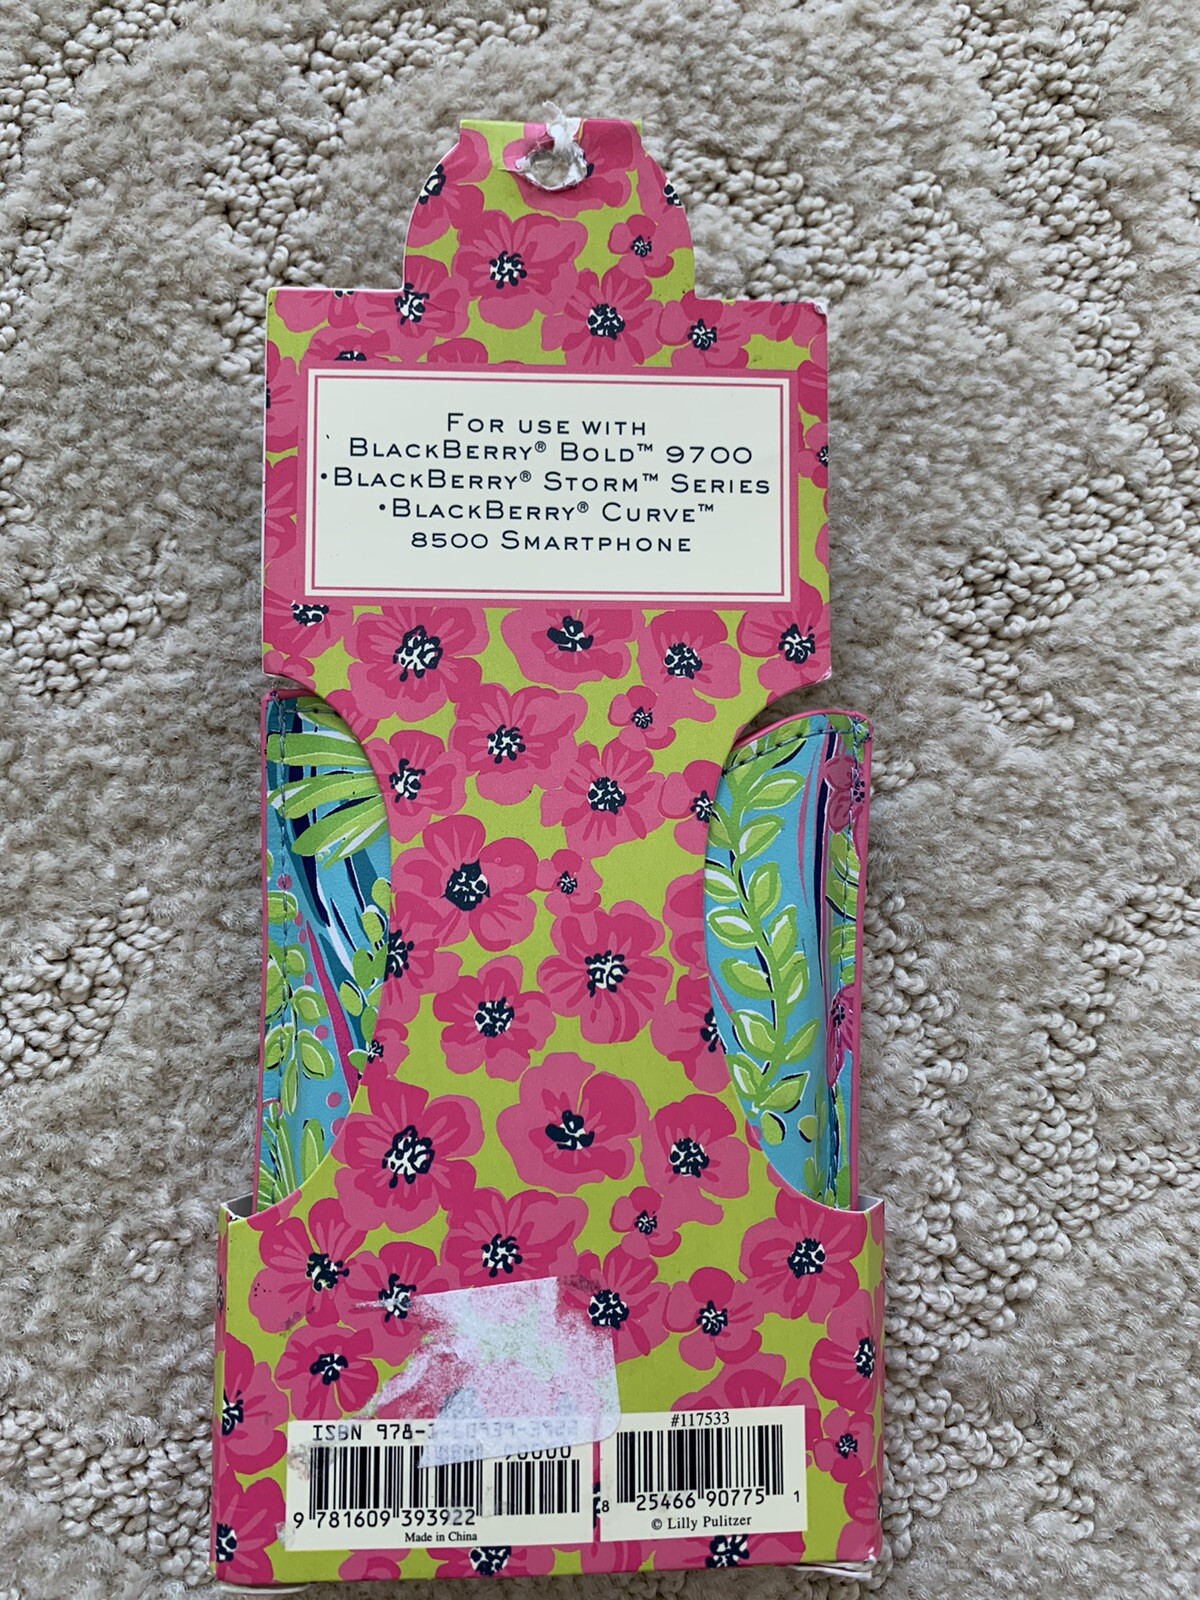 For use with
BlackBerry® Bold™ 9700
•BlackBerry® Storm™ Series
•BlackBerry® Curve™
8500 Smartphone
#117533
ISBN 978-1-60939-392-2
90000
9 781609 393922
8 25466 90775 1
Made in China
© Lilly Pulitzer